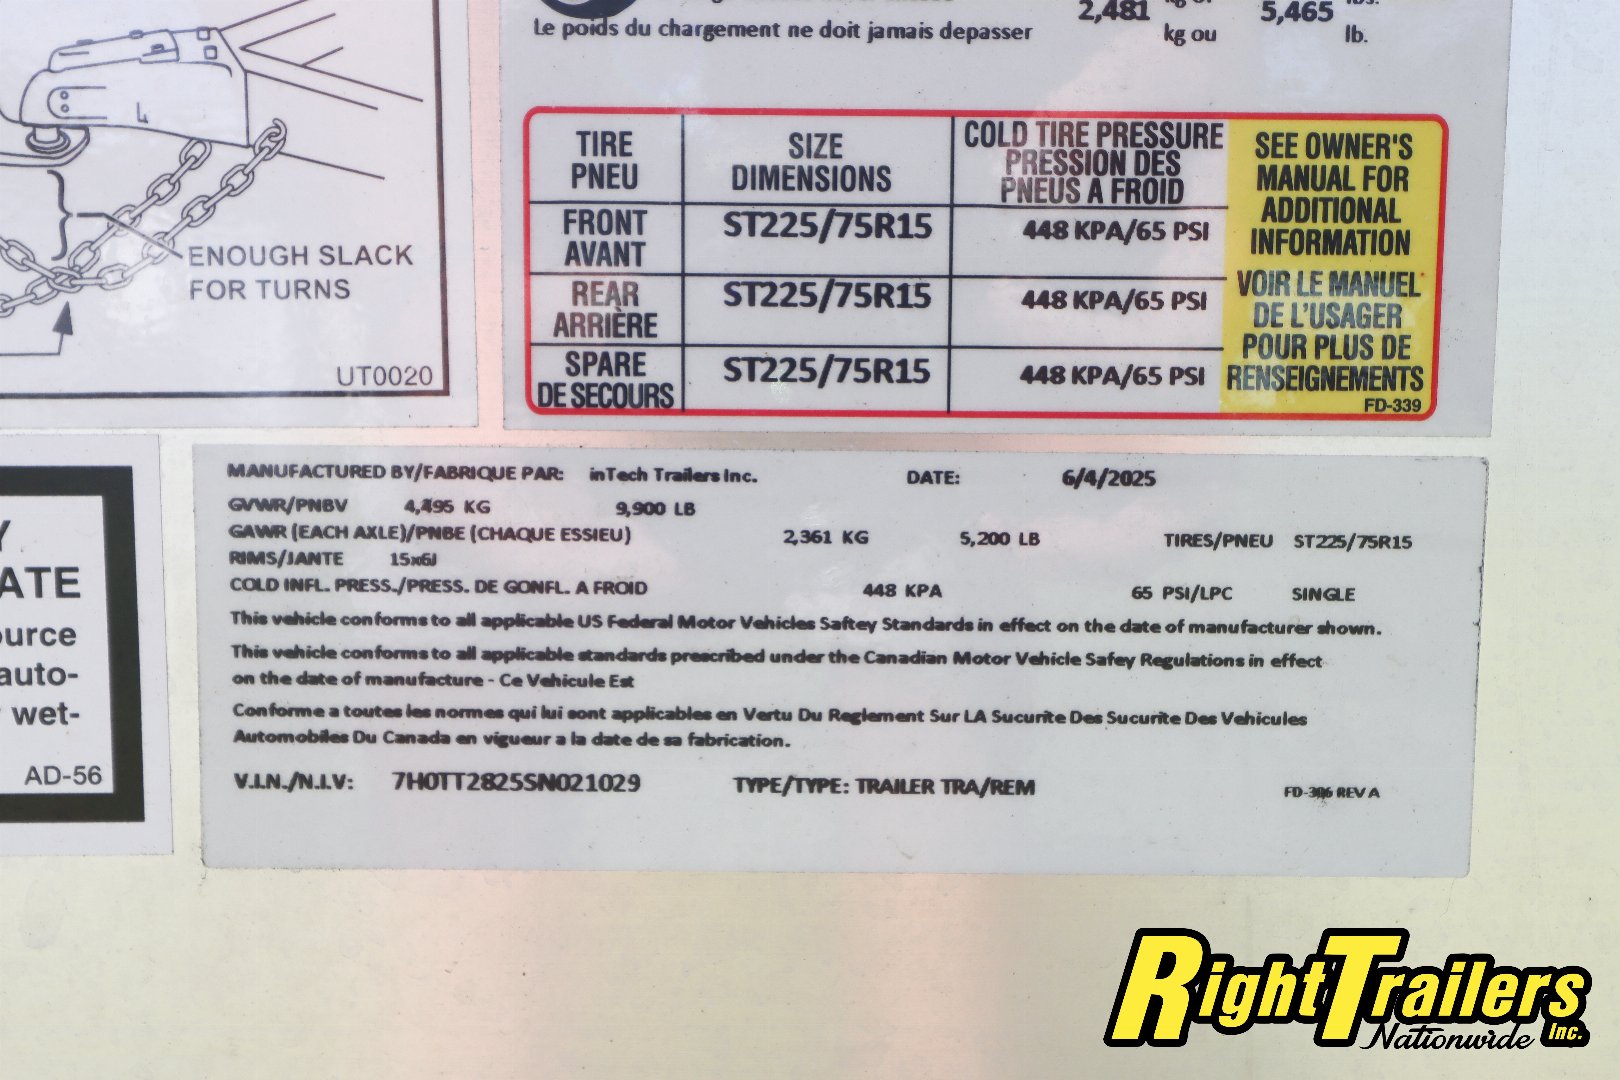 2,481
5,465
Le poids du chargement ne doit jamais depasser
kg ou
lb.
ENOUGH SLACK
FOR TURNS
UT0020
TIRE
PNEU
SIZE
DIMENSIONS
COLD TIRE PRESSURE
PRESSION DES
PNEUS A FROID
FRONT
AVANT
ST225/75R15
448 KPA/65 PSI
REAR
ARRIÈRE
ST225/75R15
448 KPA/65 PSI
SPARE
DE SECOURS
ST225/75R15
448 KPA/65 PSI
SEE OWNER'S
MANUAL FOR
ADDITIONAL
INFORMATION
VOIR LE MANUEL
DE L'USAGER
POUR PLUS DE
RENSEIGNEMENTS
FD-339
ATE
auto-
wet-
AD-56
MANUFACTURED BY/FABRIQUE PAR: inTech Trailers Inc. DATE: 6/4/2025
GVWR/PNBV 4,495 KG 9,900 LB
GAWR (EACH AXLE)/PNBE (CHAQUE ESSIEU) 2,361 KG 5,200 LB TIRES/PNEU ST225/75R15
RIMS/JANTE 15x6J
COLD INFL. PRESS./PRESS. DE GONFL. A FROID 448 KPA 65 PSI/LPC SINGLE
This vehicle conforms to all applicable US Federal Motor Vehicles Saftey Standards in effect on the date of manufacturer shown.
This vehicle conforms to all applicable standards prescribed under the Canadian Motor Vehicle Safey Regulations in effect
on the date of manufacture - Ce Vehicule Est
Conforme a toutes les normes qui lui sont applicables en Vertu Du Reglement Sur LA Sucurite Des Sucurite Des Vehicules
Automobiles Du Canada en vigueur a la date de sa fabrication.
V.I.N./N.I.V: 7H0TT2825SN021029 TYPE/TYPE: TRAILER TRA/REM
FD-306 REV A
Right Trailers
Nationwide Inc.